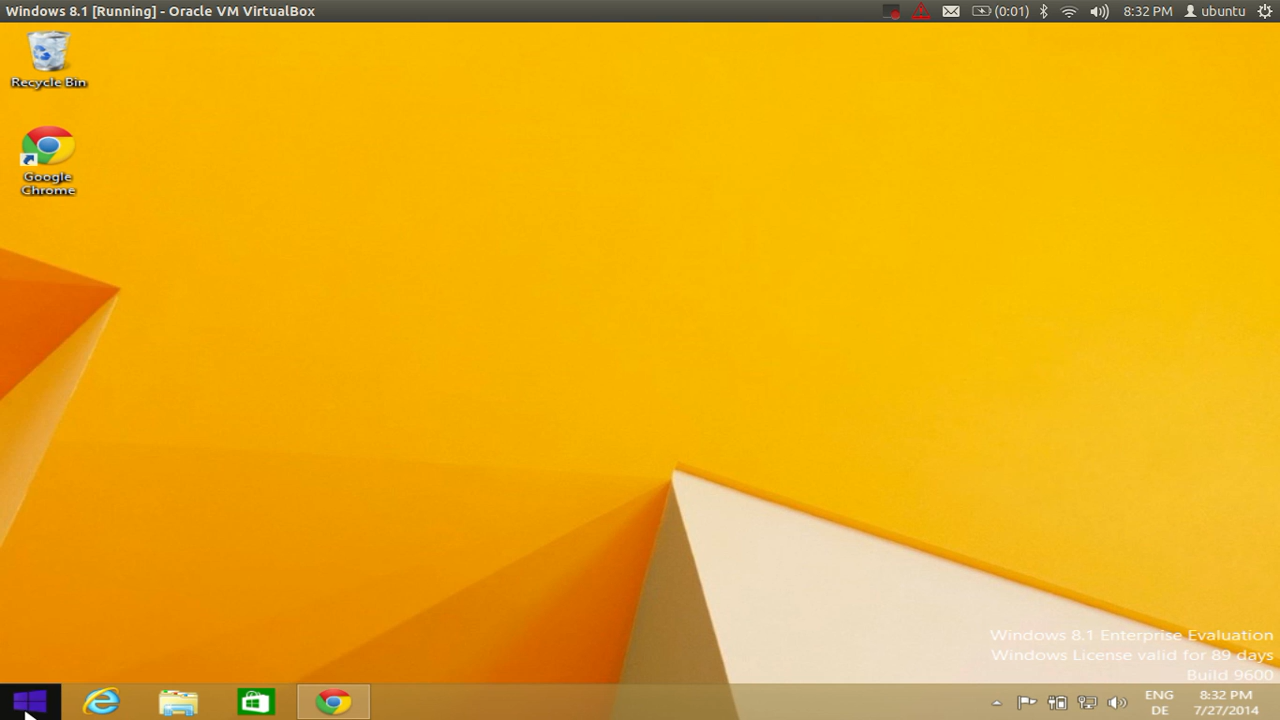 Windows 8.1 [Running] - Oracle VM VirtualBox
(0:01) 8:32 PM ubuntu
Recycle Bin
Google
Chrome
Windows 8.1 Enterprise Evaluation
Windows License valid for 89 days
Build 9600
ENG
DE
8:32 PM
7/27/2014